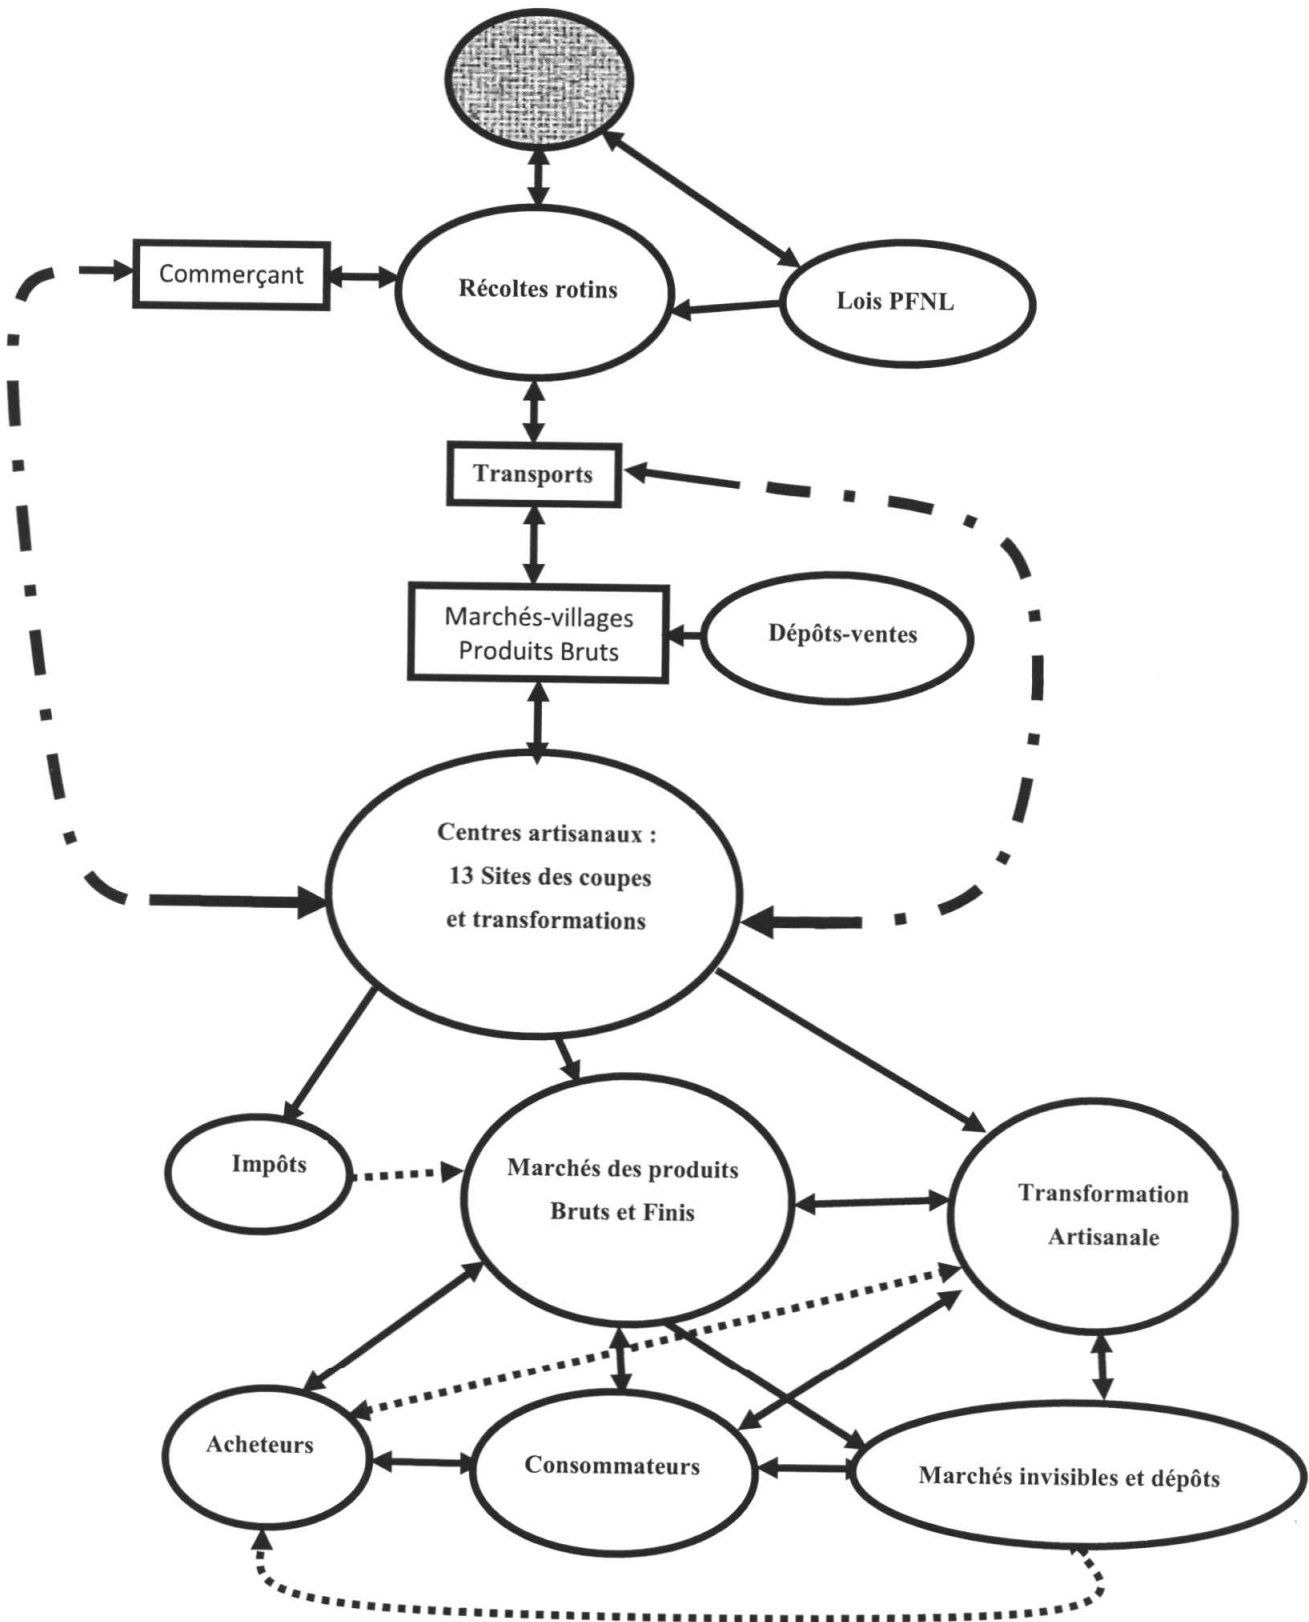 Commerçant
Récoltes rotins
Lois PFNL
Transports
Marchés-villages
Produits Bruts
Dépôts-ventes
Centres artisanaux :
13 Sites des coupes
et transformations
Impôts
Marchés des produits
Bruts et Finis
Transformation
Artisanale
Acheteurs
Consommateurs
Marchés invisibles et dépôts